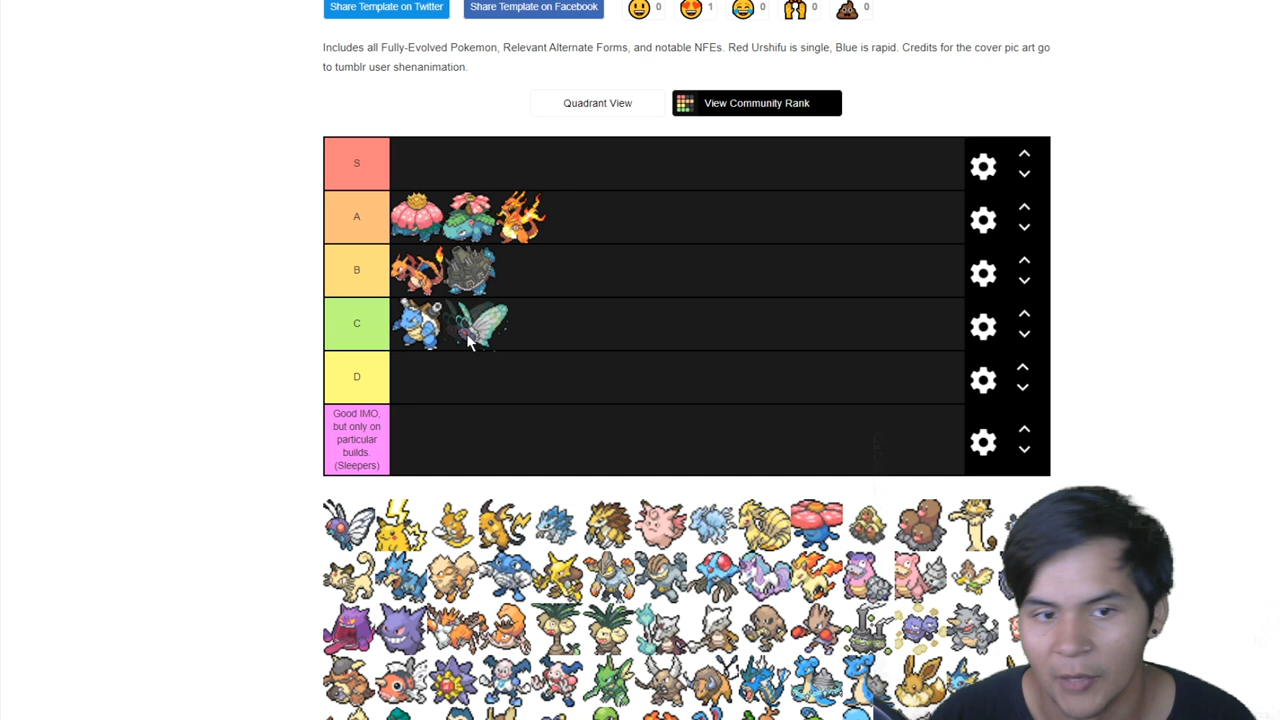 Share Template on Twitter
Share Template on Facebook
0
1
0
0
0
Includes all Fully-Evolved Pokemon, Relevant Alternate Forms, and notable NFEs. Red Urshifu is single, Blue is rapid. Credits for the cover pic art go
to tumblr user shenanimation.
Quadrant View
View Community Rank
S
A
B
C
D
Good IMO,
but only on
particular
builds.
(Sleepers)